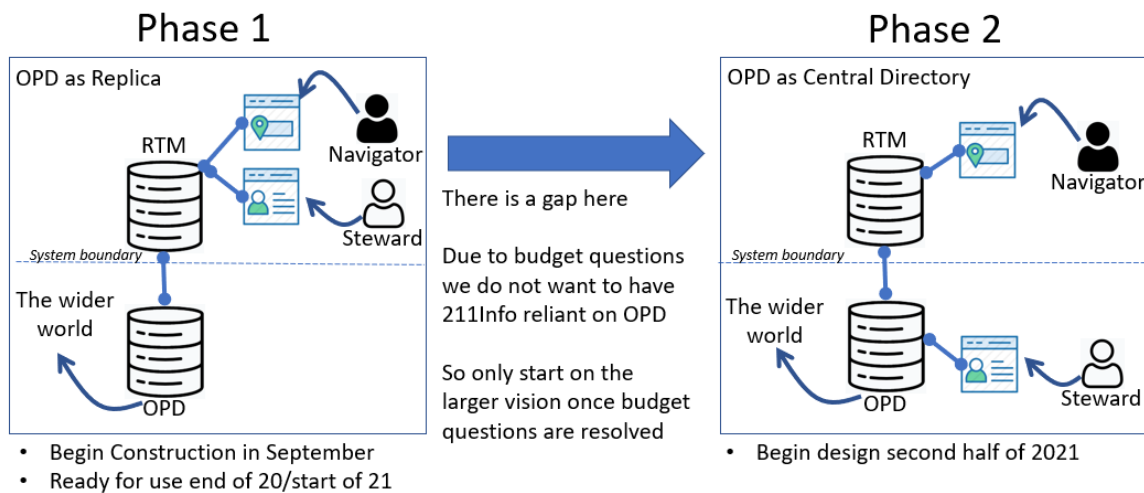 Phase 1
OPD as Replica
RTM
Navigator
Steward
System boundary
The wider
world
OPD
• Begin Construction in September
• Ready for use end of 20/start of 21
There is a gap here
Due to budget questions
we do not want to have
211Info reliant on OPD
So only start on the
larger vision once budget
questions are resolved
Phase 2
OPD as Central Directory
RTM
Navigator
System boundary
The wider
world
OPD
Steward
• Begin design second half of 2021